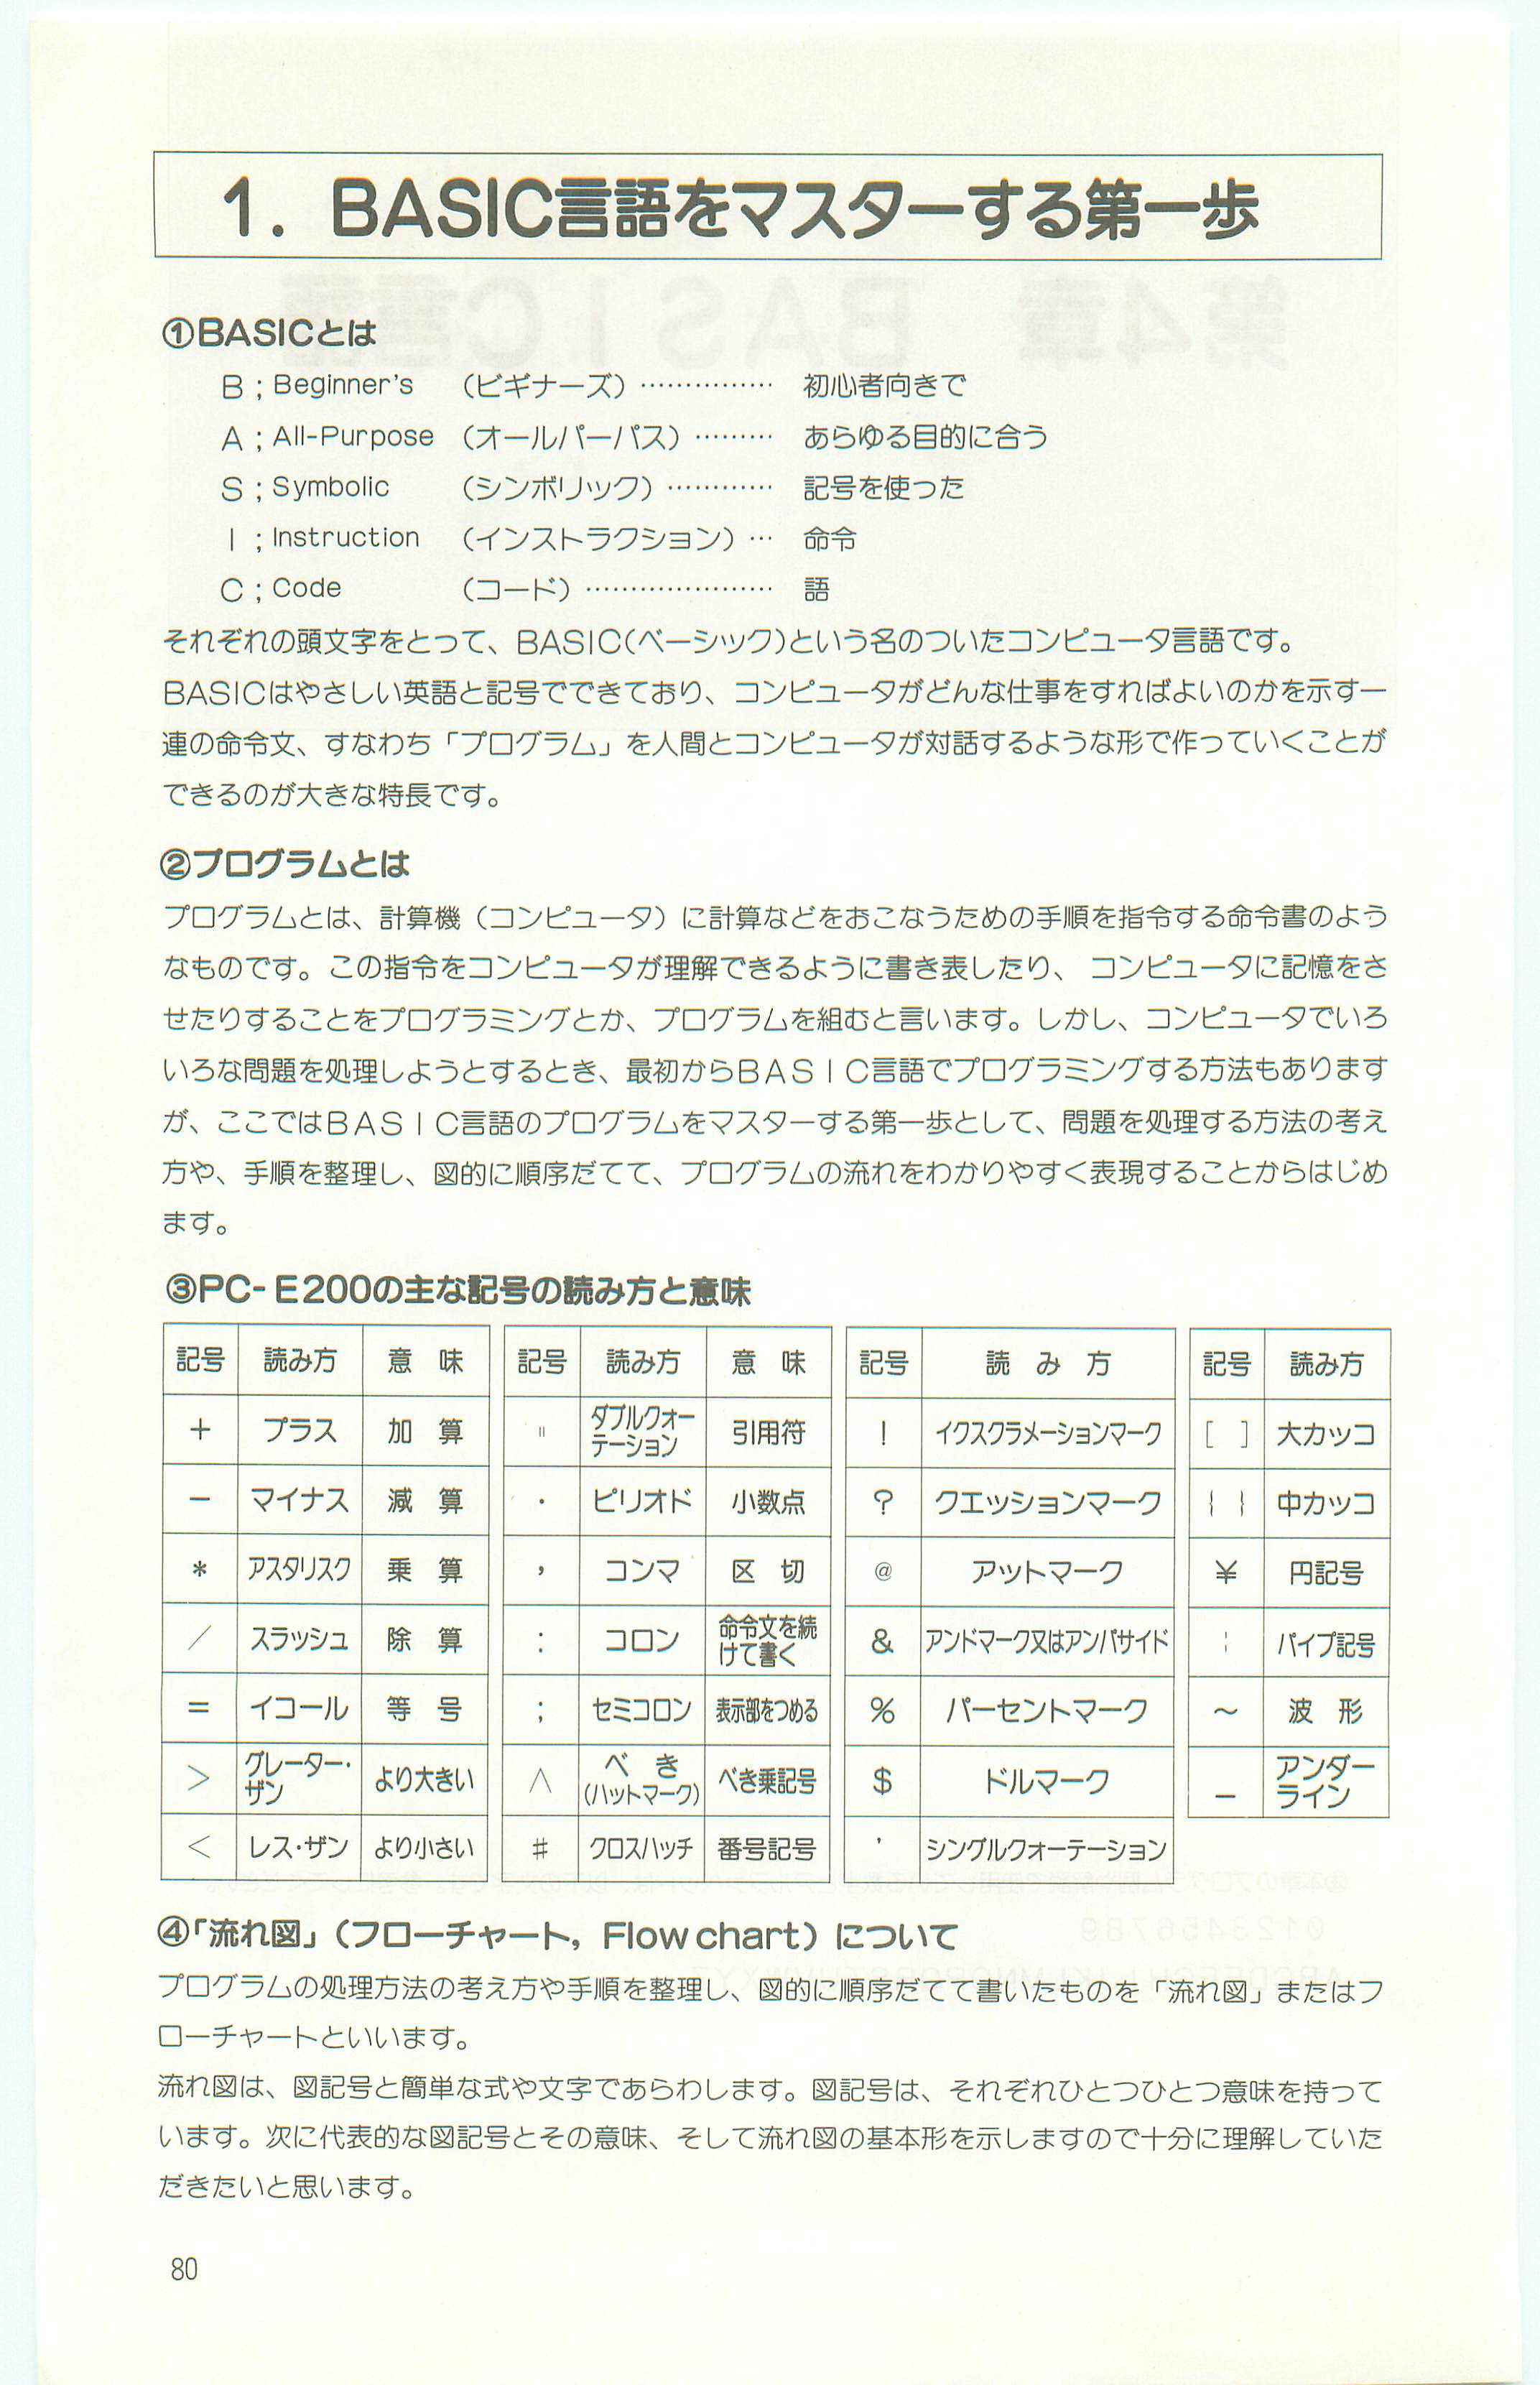 1. BASIC言語をマスターする第一歩
①BASICとは
B ; Beginner's (ビギナーズ) …………… 初心者向きで
A ; All-Purpose (オールパーパス) ……… あらゆる目的に合う
S ; Symbolic (シンボリック) ………… 記号を使った
I ; Instruction (インストラクション) … 命令
C ; Code (コード) ………………… 語
それぞれの頭文字をとって、BASIC(ベーシック)という名のついたコンピュータ言語です。
BASICはやさしい英語と記号でできており、コンピュータがどんな仕事をすればよいのかを示す一
連の命令文、すなわち「プログラム」を人間とコンピュータが対話するような形で作っていくことが
できるのが大きな特長です。
②プログラムとは
プログラムとは、計算機（コンピュータ）に計算などをおこなうための手順を指令する命令書のよう
なものです。この指令をコンピュータが理解できるように書き表したり、 コンピュータに記憶をさ
せたりすることをプログラミングとか、プログラムを組むと言います。しかし、コンピュータでいろ
いろな問題を処理しようとするとき、最初からBASIC言語でプログラミングする方法もあります
が、ここではBASIC言語のプログラムをマスターする第一歩として、問題を処理する方法の考え
方や、手順を整理し、図的に順序だてて、プログラムの流れをわかりやすく表現することからはじめ
ます。
③PC-E200の主な記号の読み方と意味
記号 読み方 意 味 記号 読み方 意 味 記号 読 み 方 記号 読み方
+ プラス 加 算 " ダブルクォーテーション 引用符 ! イクスクラメーションマーク [ ] 大カッコ
− マイナス 減 算 . ピリオド 小数点 ? クエッションマーク { } 中カッコ
* アスタリスク 乗 算 , コンマ 区 切 @ アットマーク ¥ 円記号
／ スラッシュ 除 算 : コロン 命令文を続けて書く & アンドマーク又はアンパサイド ¦ パイプ記号
= イコール 等 号 ; セミコロン 表示部をつめる % パーセントマーク ～ 波 形
> グレーター・ザン より大きい ∧ べ き (ハットマーク) べき乗記号 $ ドルマーク _ アンダーライン
< レス・ザン より小さい # クロスハッチ 番号記号 ' シングルクォーテーション
④「流れ図」(フローチャート, Flow chart) について
プログラムの処理方法の考え方や手順を整理し、図的に順序だてて書いたものを「流れ図」またはフ
ローチャートといいます。
流れ図は、図記号と簡単な式や文字であらわします。図記号は、それぞれひとつひとつ意味を持って
います。次に代表的な図記号とその意味、そして流れ図の基本形を示しますので十分に理解していた
だきたいと思います。
80